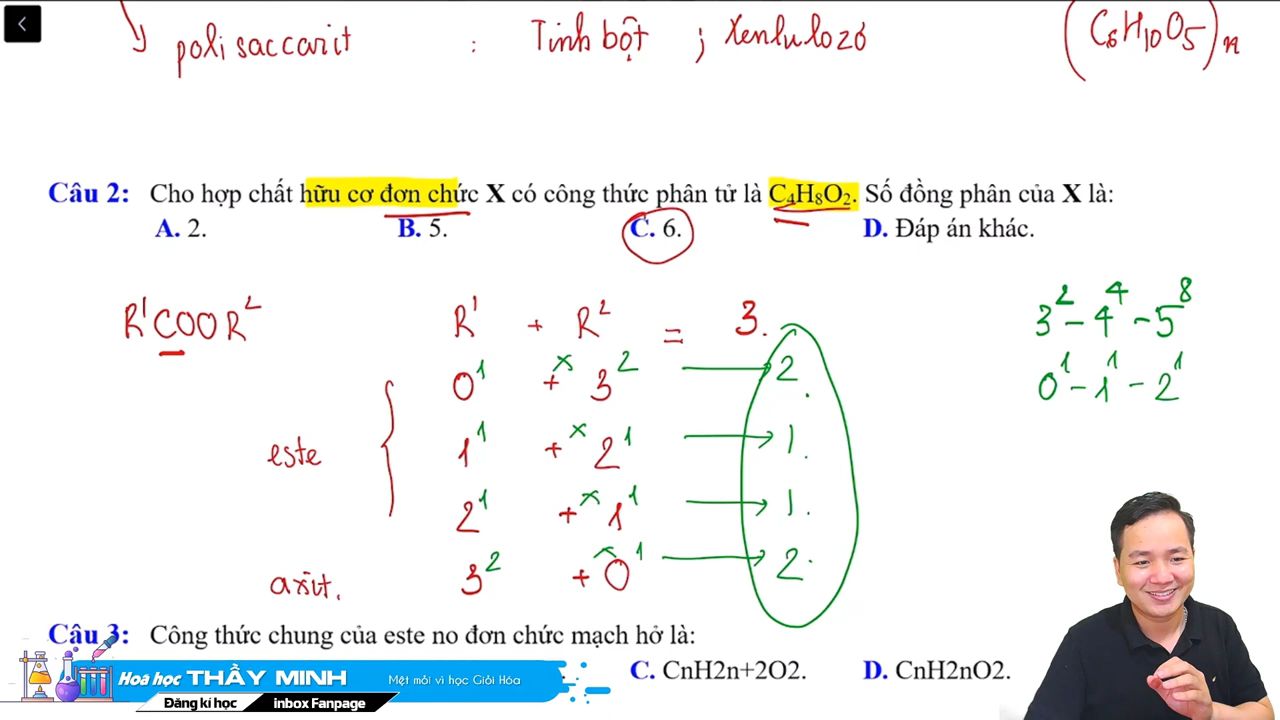 poli saccarit : Tinh bột ; xenlulozơ (C6H10O5)n
Câu 2: Cho hợp chất hữu cơ đơn chức X có công thức phân tử là C4H8O2. Số đồng phân của X là:
A. 2. B. 5. C. 6. D. Đáp án khác.
R¹COOR² R¹ + R² = 3.
3² - 4⁴ - 5⁸
0¹ - 1¹ - 2¹
0¹ +ˣ 3² → 2.
este 1¹ +ˣ 2¹ → 1.
2¹ +ˣ 1¹ → 1.
axit. 3² +ˣ 0¹ → 2.
Câu 3: Công thức chung của este no đơn chức mạch hở là:
C. CnH2n+2O2. D. CnH2nO2.
Hoá học THẦY MINH Mệt mỏi vì học Giỏi Hóa
Đăng kí học inbox Fanpage